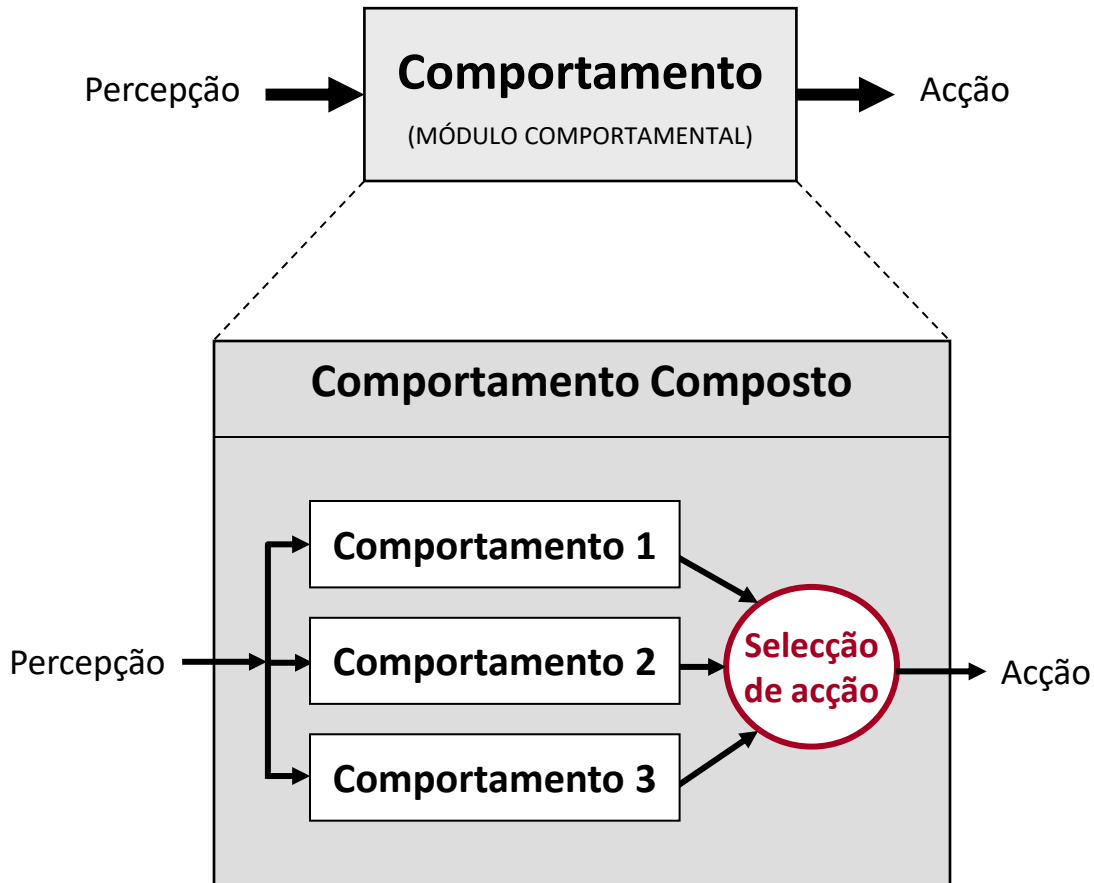 Percepção
Comportamento
(MÓDULO COMPORTAMENTAL)
Acção
Comportamento Composto
Percepção
Comportamento 1
Comportamento 2
Comportamento 3
Selecção
de acção
Acção